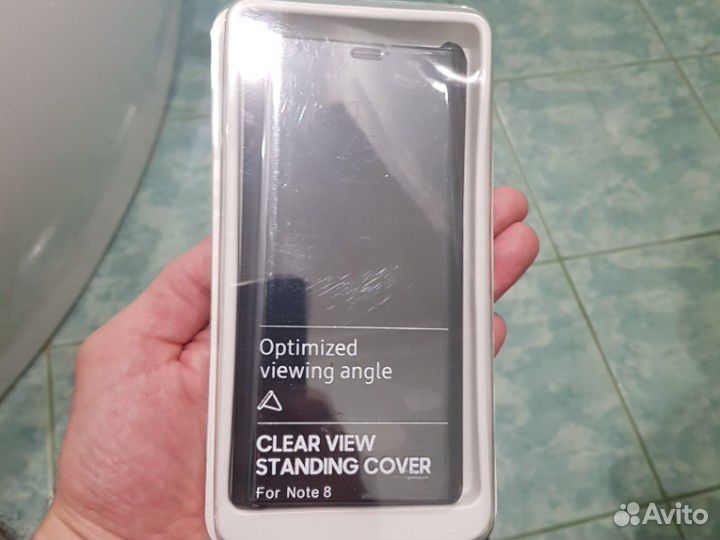 Optimized
viewing angle
CLEAR VIEW
STANDING COVER
For Note 8
Avito